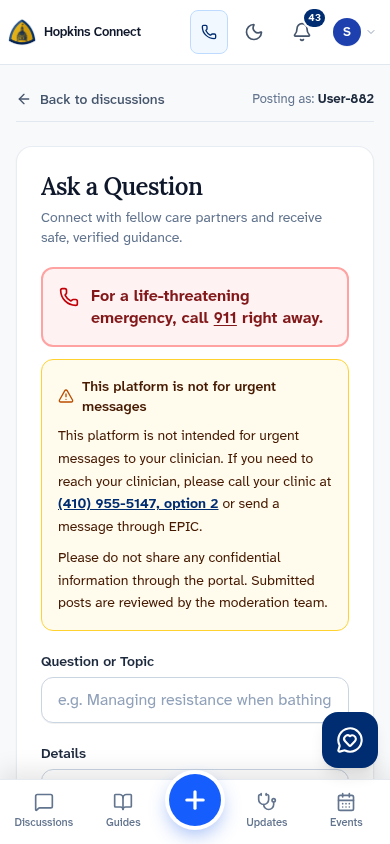 Hopkins Connect
43
S
Back to discussions
Posting as: User-882
Ask a Question
Connect with fellow care partners and receive
safe, verified guidance.
For a life-threatening
emergency, call 911 right away.
This platform is not for urgent
messages
This platform is not intended for urgent
messages to your clinician. If you need to
reach your clinician, please call your clinic at
(410) 955-5147, option 2 or send a
message through EPIC.
Please do not share any confidential
information through the portal. Submitted
posts are reviewed by the moderation team.
Question or Topic
e.g. Managing resistance when bathing
Details
Discussions
Guides
Updates
Events